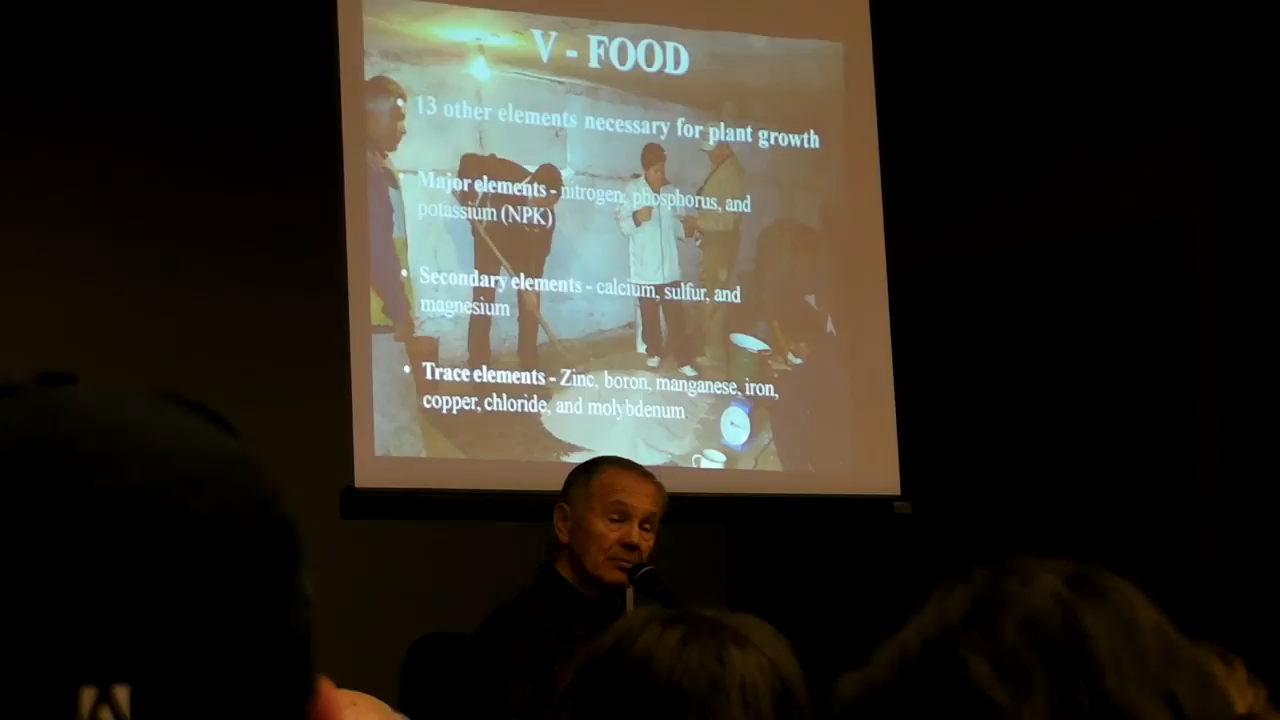 V - FOOD
• 13 other elements necessary for plant growth
Major elements - nitrogen, phosphorus, and
potassium (NPK)
• Secondary elements - calcium, sulfur, and
magnesium
• Trace elements - Zinc, boron, manganese, iron,
copper, chloride, and molybdenum